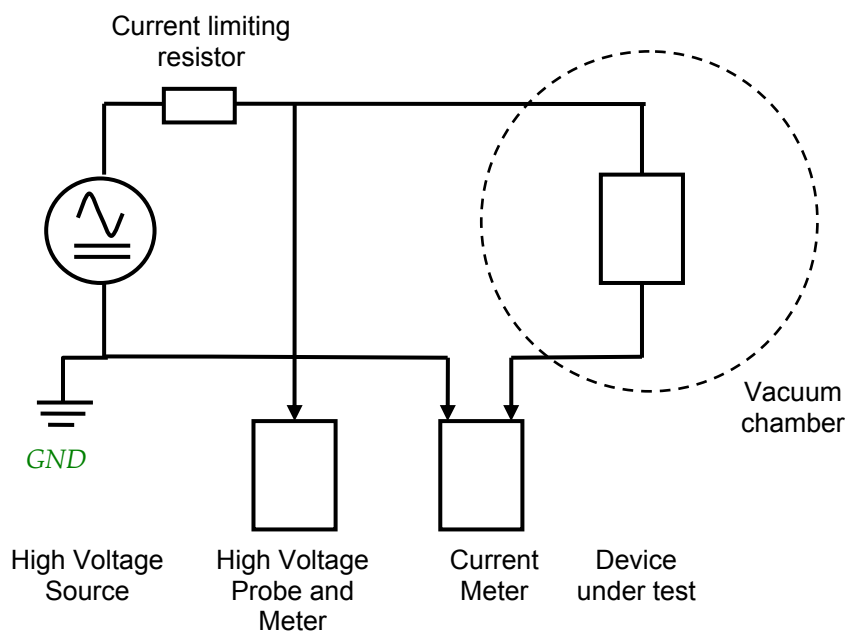 Current limiting
resistor
Vacuum
chamber
GND
High Voltage
Source
High Voltage
Probe and
Meter
Current
Meter
Device
under test